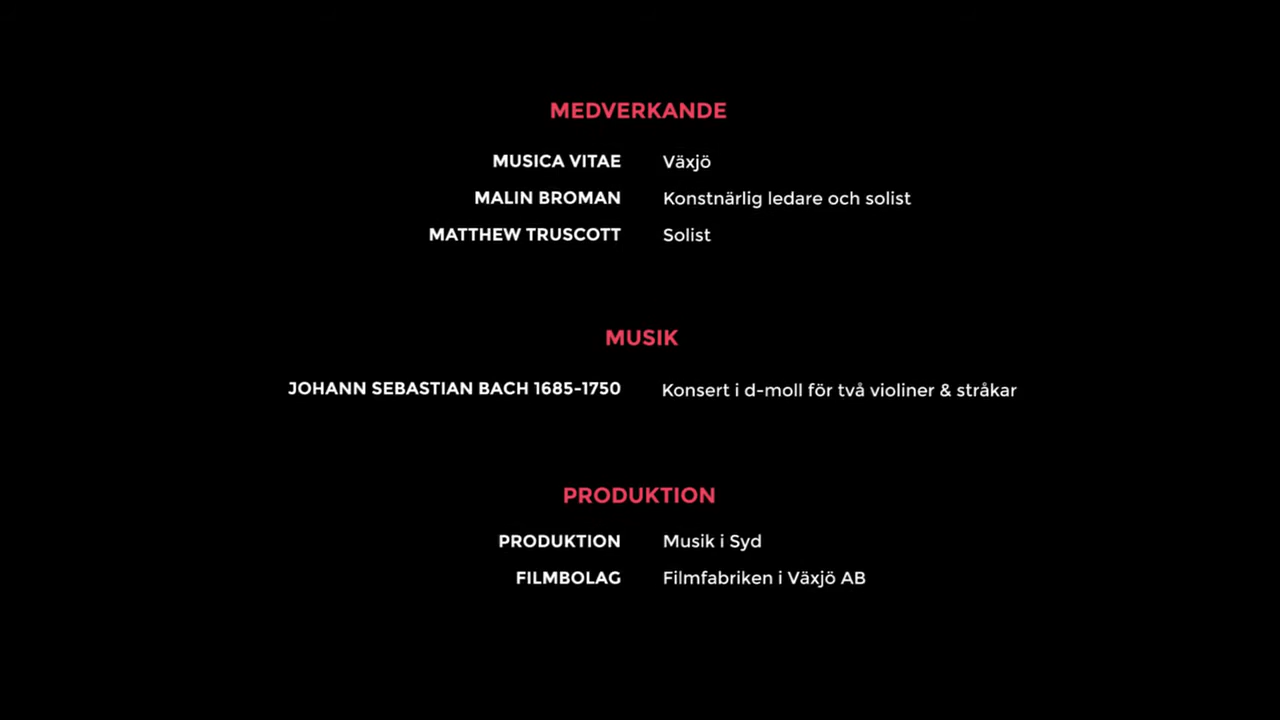 MEDVERKANDE
MUSICA VITAE Växjö
MALIN BROMAN Konstnärlig ledare och solist
MATTHEW TRUSCOTT Solist
MUSIK
JOHANN SEBASTIAN BACH 1685-1750 Konsert i d-moll för två violiner & stråkar
PRODUKTION
PRODUKTION Musik i Syd
FILMBOLAG Filmfabriken i Växjö AB